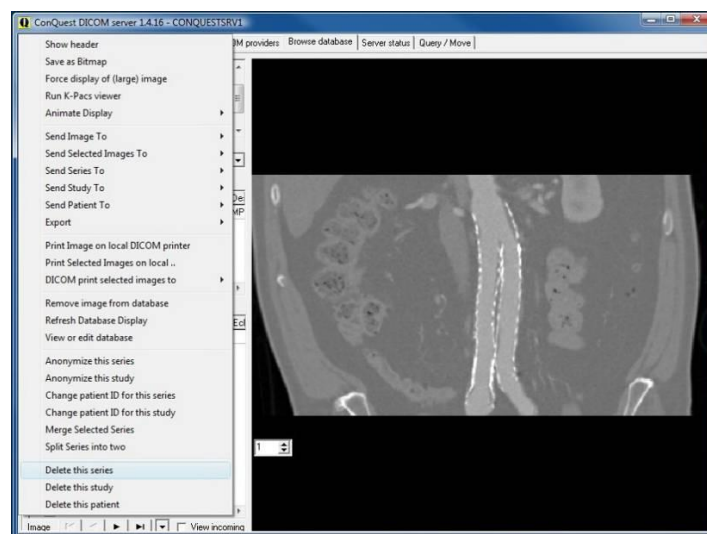 ConQuest DICOM server 1.4.16 - CONQUESTSRV1
M providers Browse database Server status Query / Move
Show header
Save as Bitmap
Force display of (large) image
Run K-Pacs viewer
Animate Display
Send Image To
Send Selected Images To
Send Series To
Send Study To
Send Patient To
Export
Print Image on local DICOM printer
Print Selected Images on local ..
DICOM print selected images to
Remove image from database
Refresh Database Display
View or edit database
Anonymize this series
Anonymize this study
Change patient ID for this series
Change patient ID for this study
Merge Selected Series
Split Series into two
Delete this series
Delete this study
Delete this patient
De
MP
Ech
1
Image View incoming